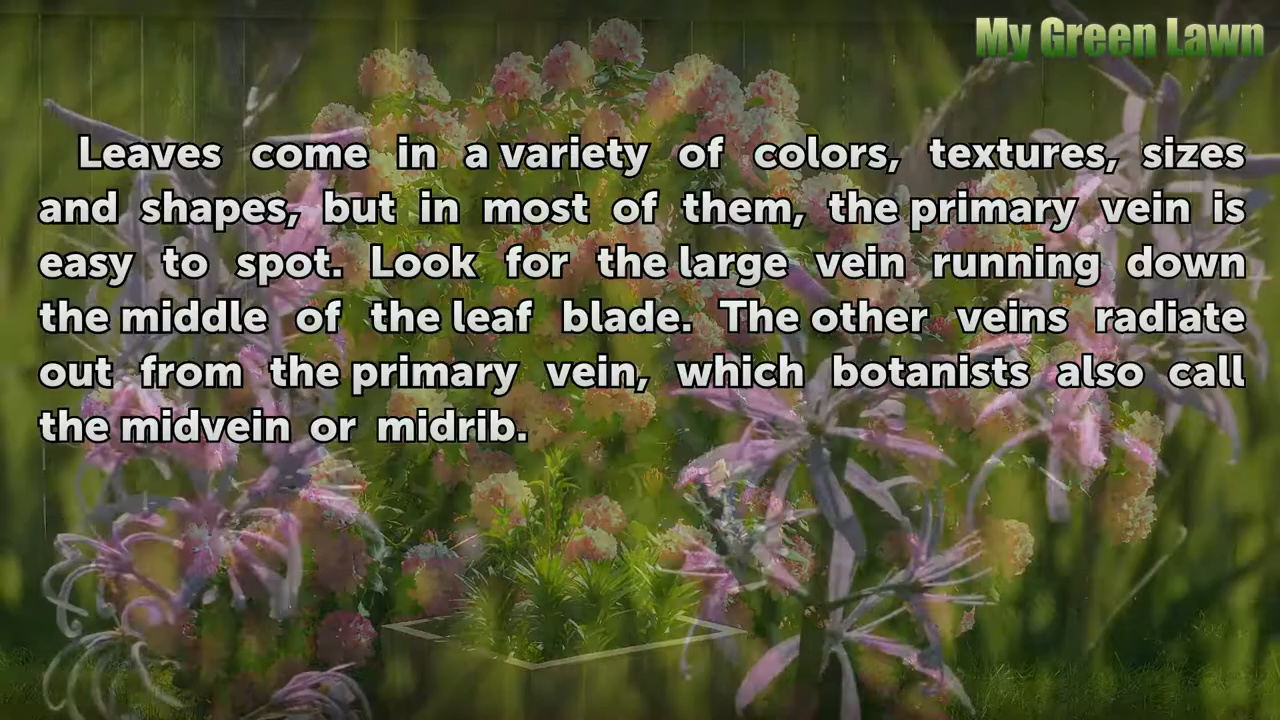 My Green Lawn
Leaves come in a variety of colors, textures, sizes
and shapes, but in most of them, the primary vein is
easy to spot. Look for the large vein running down
the middle of the leaf blade. The other veins radiate
out from the primary vein, which botanists also call
the midvein or midrib.